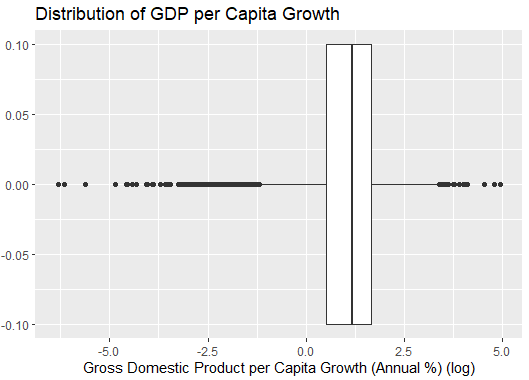 Distribution of GDP per Capita Growth
0.10
0.05
0.00
-0.05
-0.10
-5.0 -2.5 0.0 2.5 5.0
Gross Domestic Product per Capita Growth (Annual %) (log)